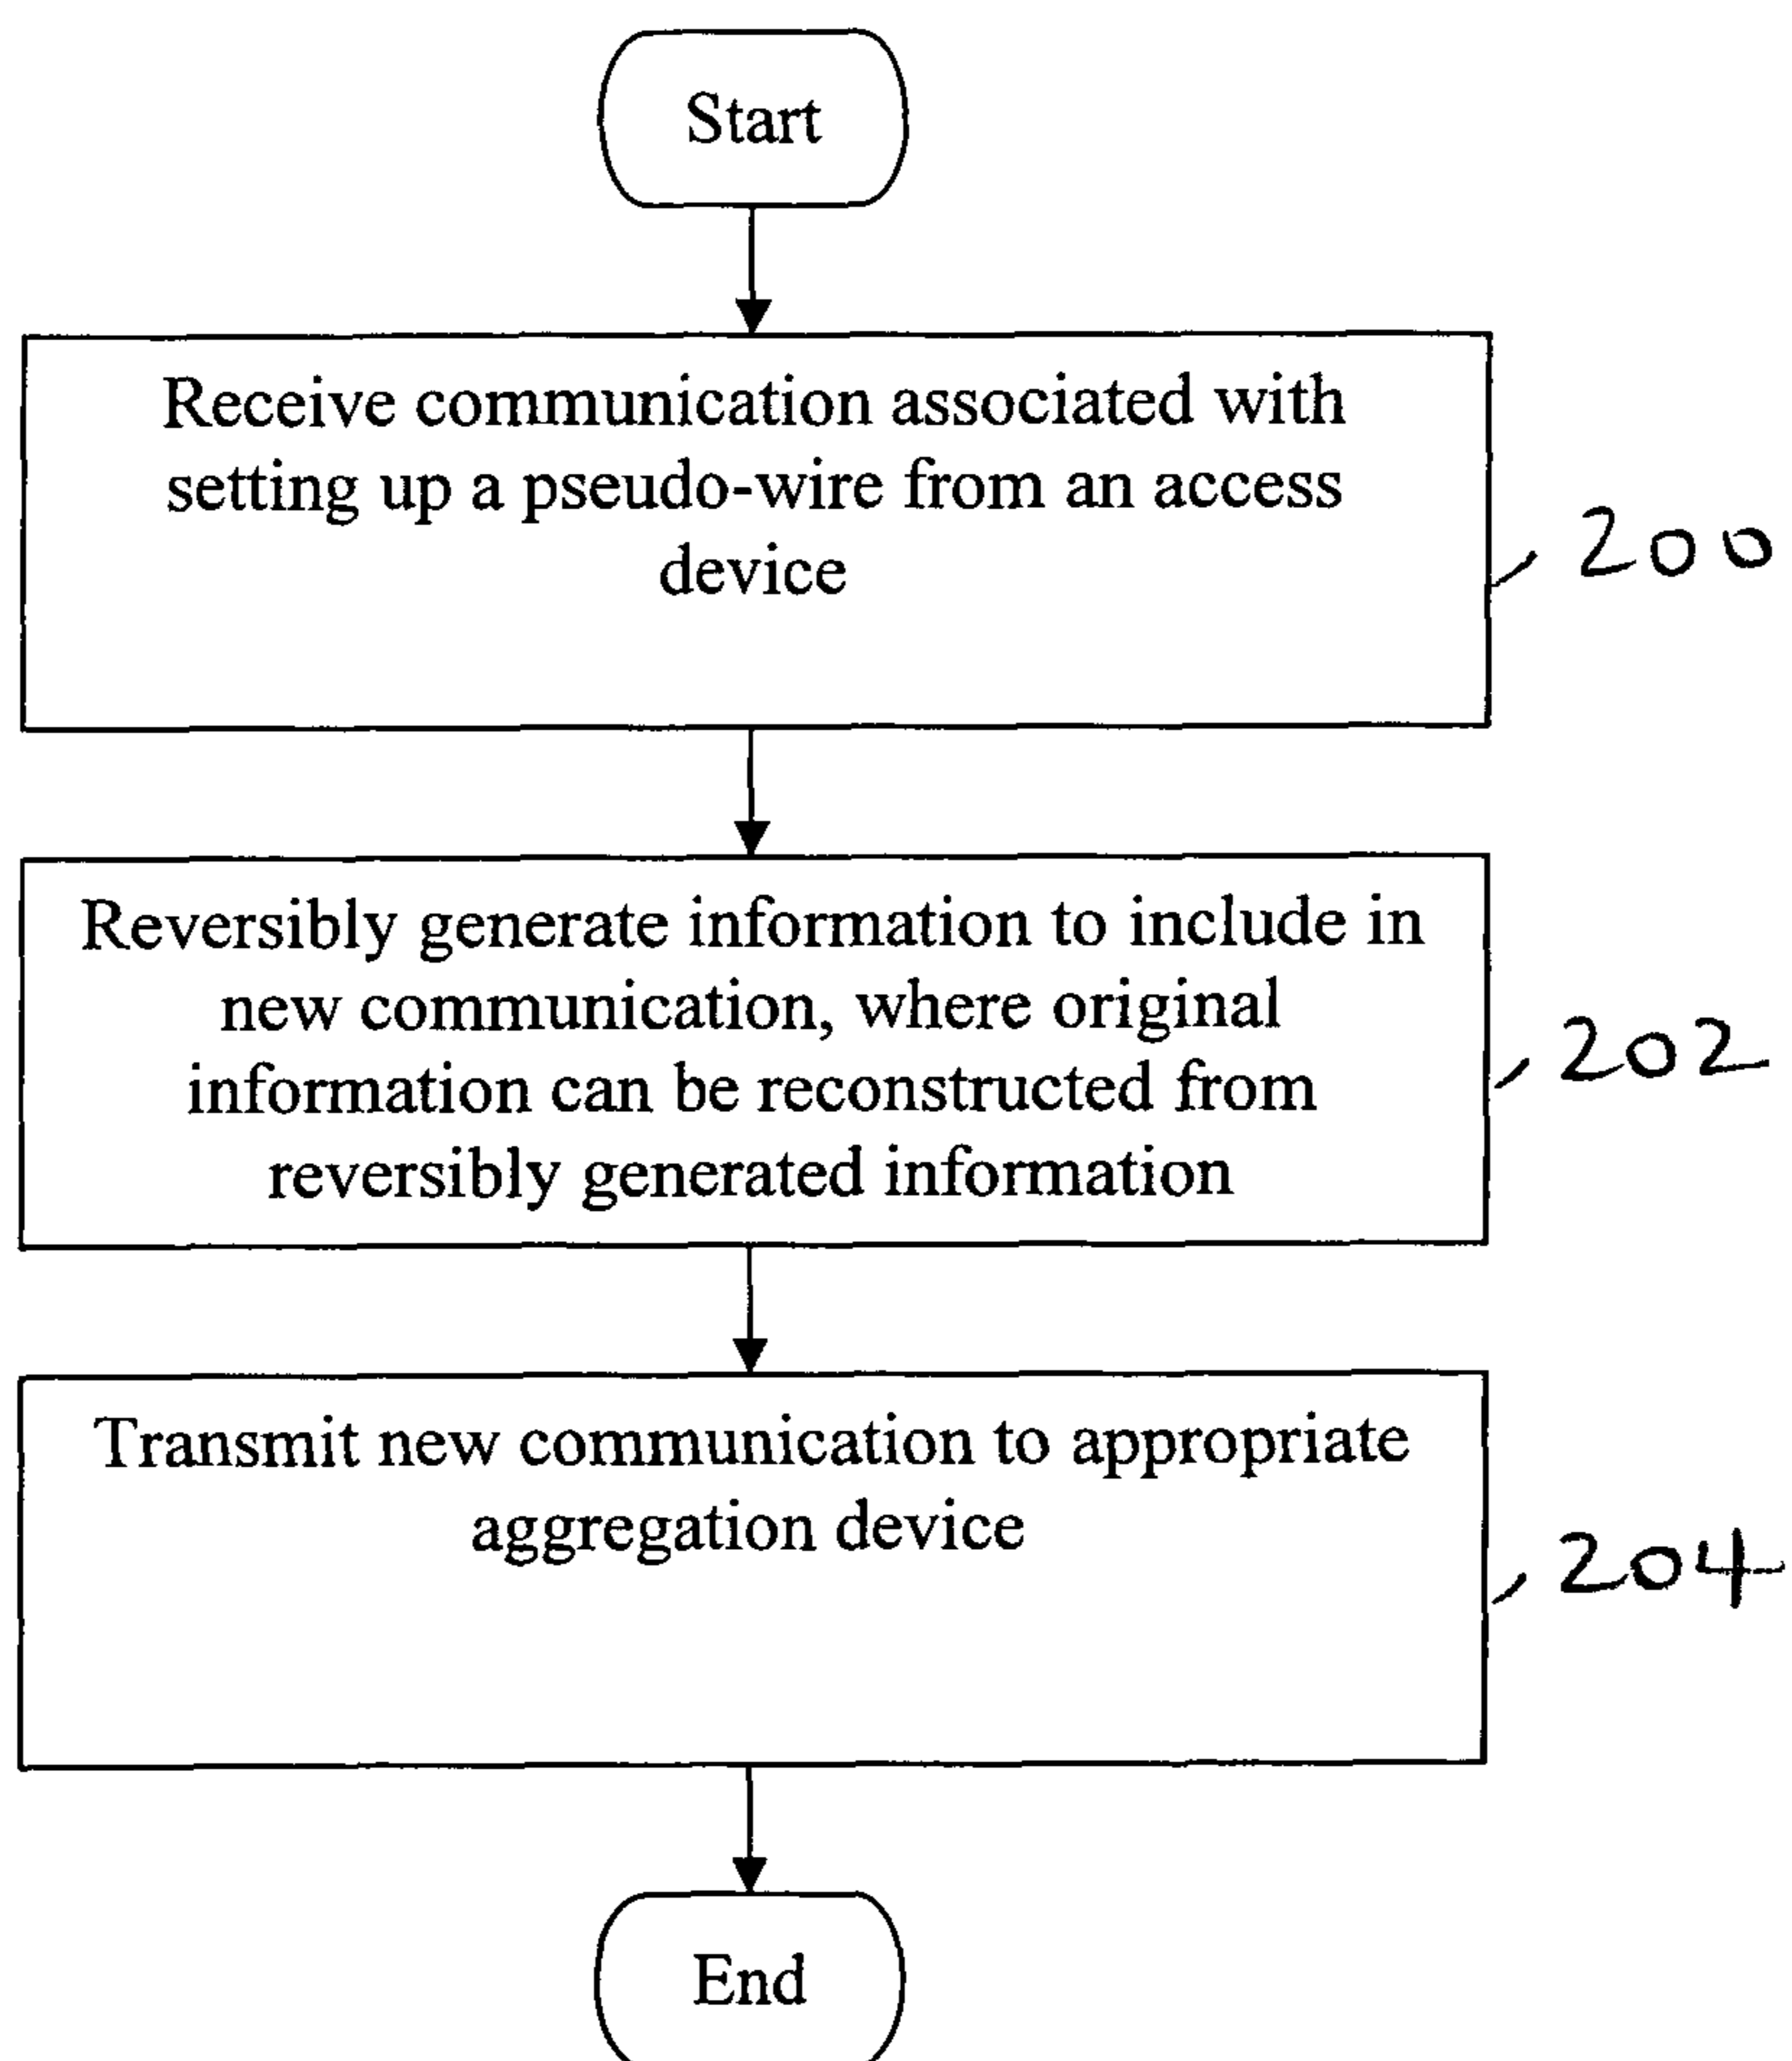 Start
Receive communication associated with
setting up a pseudo-wire from an access
device
200
Reversibly generate information to include in
new communication, where original
information can be reconstructed from
reversibly generated information
202
Transmit new communication to appropriate
aggregation device
204
End